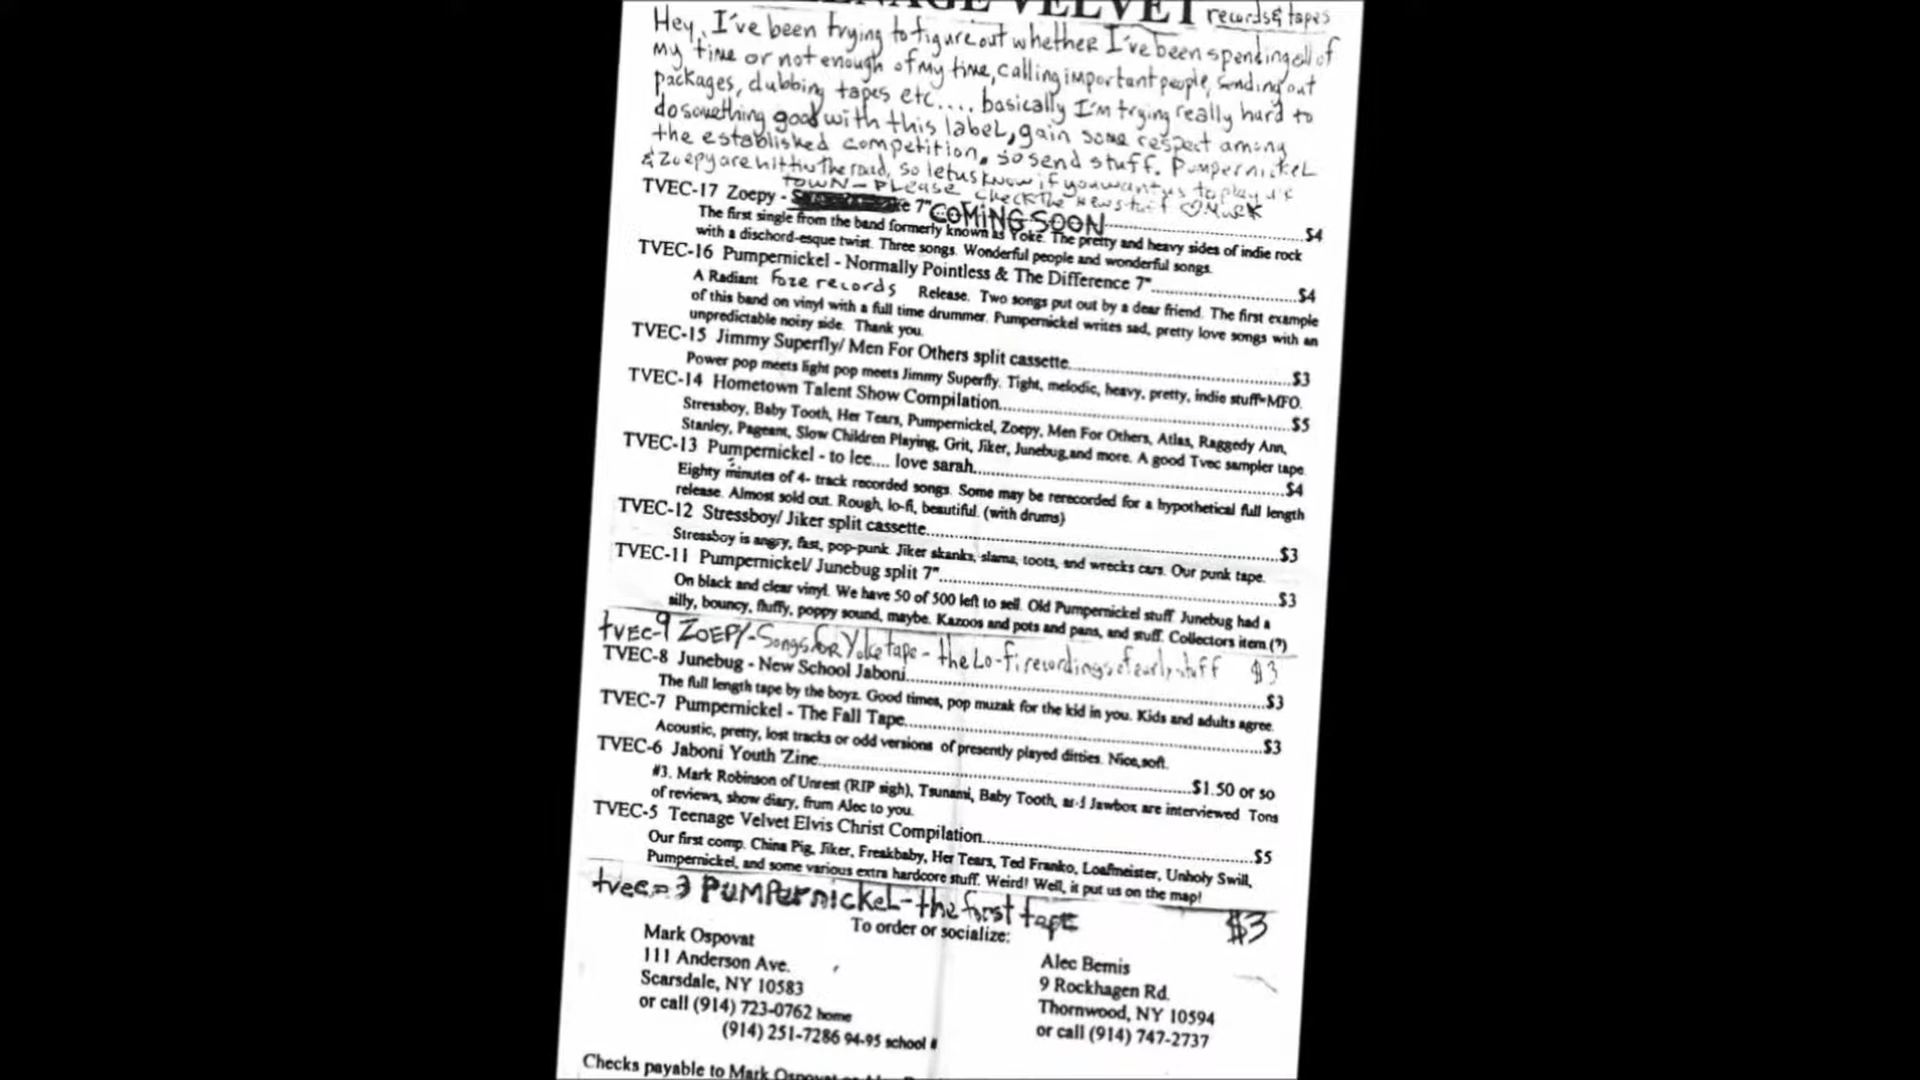 TEENAGE VELVET records & tapes
Hey, I've been trying to figure out whether I've been spending all of
my time or not enough of my time, calling important people, sending out
packages, dubbing tapes etc.... basically I'm trying really hard to
do something good with this label, gain some respect among
the established competition, so send stuff. Pumpernickel
& Zoepy are hittin the road, so let us know if you want us to play ur
town - Please check the new stuff ♡ Mark
TVEC-17 Zoepy - 7" COMING SOON $4
The first single from the band formerly known as Yoke. The pretty and heavy sides of indie rock
with a dischord-esque twist. Three songs. Wonderful people and wonderful songs.
TVEC-16 Pumpernickel - Normally Pointless & The Difference 7" $4
A Radiant Foze records Release. Two songs put out by a dear friend. The first example
of this band on vinyl with a full time drummer. Pumpernickel writes sad, pretty love songs with an
unpredictable noisy side. Thank you.
TVEC-15 Jimmy Superfly/ Men For Others split cassette $3
Power pop meets light pop meets Jimmy Superfly. Tight, melodic, heavy, pretty, indie stuff=MFO.
TVEC-14 Hometown Talent Show Compilation $5
Stressboy, Baby Tooth, Her Tears, Pumpernickel, Zoepy, Men For Others, Atlas, Raggedy Ann,
Stanley, Pageant, Slow Children Playing, Grit, Jiker, Junebug,and more. A good Tvec sampler tape
TVEC-13 Pumpernickel - to lee.... love sarah $4
Eighty minutes of 4- track recorded songs. Some may be rerecorded for a hypothetical full length
release. Almost sold out. Rough, lo-fi, beautiful. (with drums)
TVEC-12 Stressboy/ Jiker split cassette $3
Stressboy is angry, fast, pop-punk. Jiker skanks, slams, toots, and wrecks cars. Our punk tape.
TVEC-11 Pumpernickel/ Junebug split 7" $3
On black and clear vinyl. We have 50 of 500 left to sell. Old Pumpernickel stuff Junebug had a
silly, bouncy, fluffy, poppy sound, maybe. Kazoos and pots and pans, and stuff. Collectors item (?)
tvec-9 ZOEPY - Songs for Yoke tape - the Lo-fi recordings of early stuff $3
TVEC-8 Junebug - New School Jaboni $3
The full length tape by the boyz. Good times, pop muzak for the kid in you. Kids and adults agree.
TVEC-7 Pumpernickel - The Fall Tape $3
Acoustic, pretty, lost tracks or odd versions of presently played ditties. Nice,soft.
TVEC-6 Jaboni Youth 'Zine $1.50 or so
#3. Mark Robinson of Unrest (RIP sigh), Tsunami, Baby Tooth, and Jawbox are interviewed Tons
of reviews, show diary, frum Alec to you.
TVEC-5 Teenage Velvet Elvis Christ Compilation $5
Our first comp. China Pig, Jiker, Freakbaby, Her Tears, Ted Franko, Loafmeister, Unholy Swill,
Pumpernickel, and some various extra hardcore stuff. Weird! Well, it put us on the map!
tvec-3 PUMPernickel - the first tape $3
To order or socialize:
Mark Ospovat
111 Anderson Ave.
Scarsdale, NY 10583
or call (914) 723-0762 home
(914) 251-7286 94-95 school #
Alec Bemis
9 Rockhagen Rd.
Thornwood, NY 10594
or call (914) 747-2737
Checks payable to Mark Ospovat